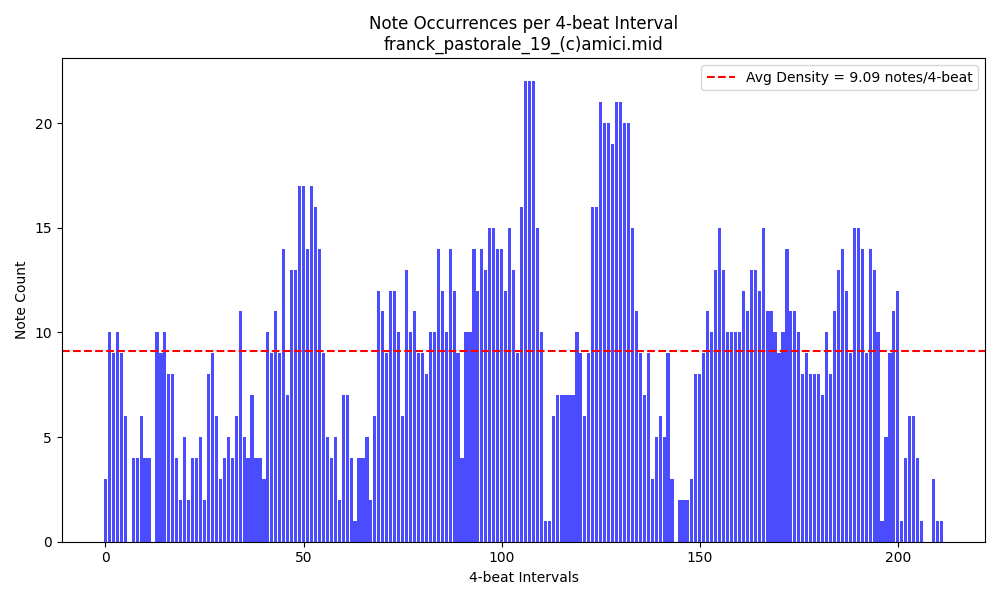 Note Occurrences per 4-beat Interval
franck_pastorale_19_(c)amici.mid
Avg Density = 9.09 notes/4-beat
Note Count
20
15
10
5
0
0 50 100 150 200
4-beat Intervals